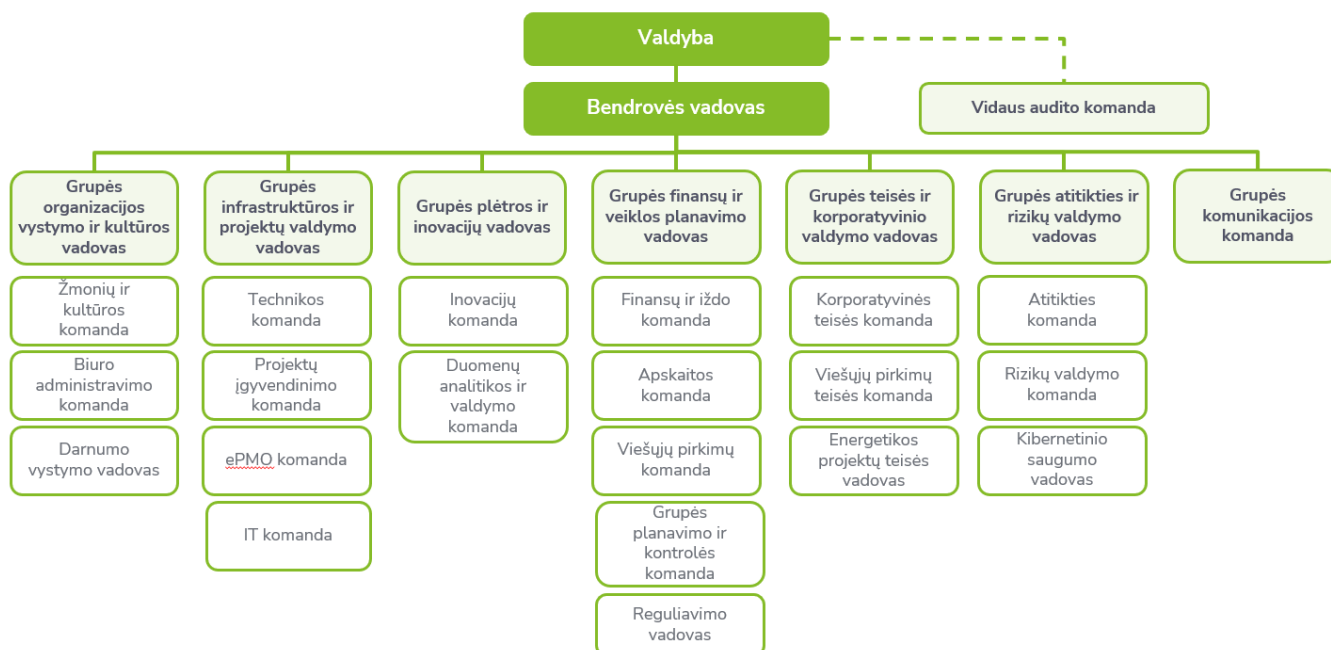 Valdyba
Bendrovės vadovas
Vidaus audito komanda
Grupės
organizacijos
vystymo ir kultūros
vadovas
Grupės
infrastruktūros ir
projektų valdymo
vadovas
Grupės plėtros ir
inovacijų vadovas
Grupės finansų ir
veiklos planavimo
vadovas
Grupės teisės ir
korporatyvinio
valdymo vadovas
Grupės atitikties ir
rizikų valdymo
vadovas
Grupės
komunikacijos
komanda
Žmonių ir
kultūros
komanda
Biuro
administravimo
komanda
Darnumo
vystymo vadovas
Technikos
komanda
Projektų
įgyvendinimo
komanda
ePMO komanda
IT komanda
Inovacijų
komanda
Duomenų
analitikos ir
valdymo
komanda
Finansų ir iždo
komanda
Apskaitos
komanda
Viešųjų pirkimų
komanda
Grupės
planavimo ir
kontrolės
komanda
Reguliavimo
vadovas
Korporatyvinės
teisės komanda
Viešųjų pirkimų
teisės komanda
Energetikos
projektų teisės
vadovas
Atitikties
komanda
Rizikų valdymo
komanda
Kibernetinio
saugumo
vadovas